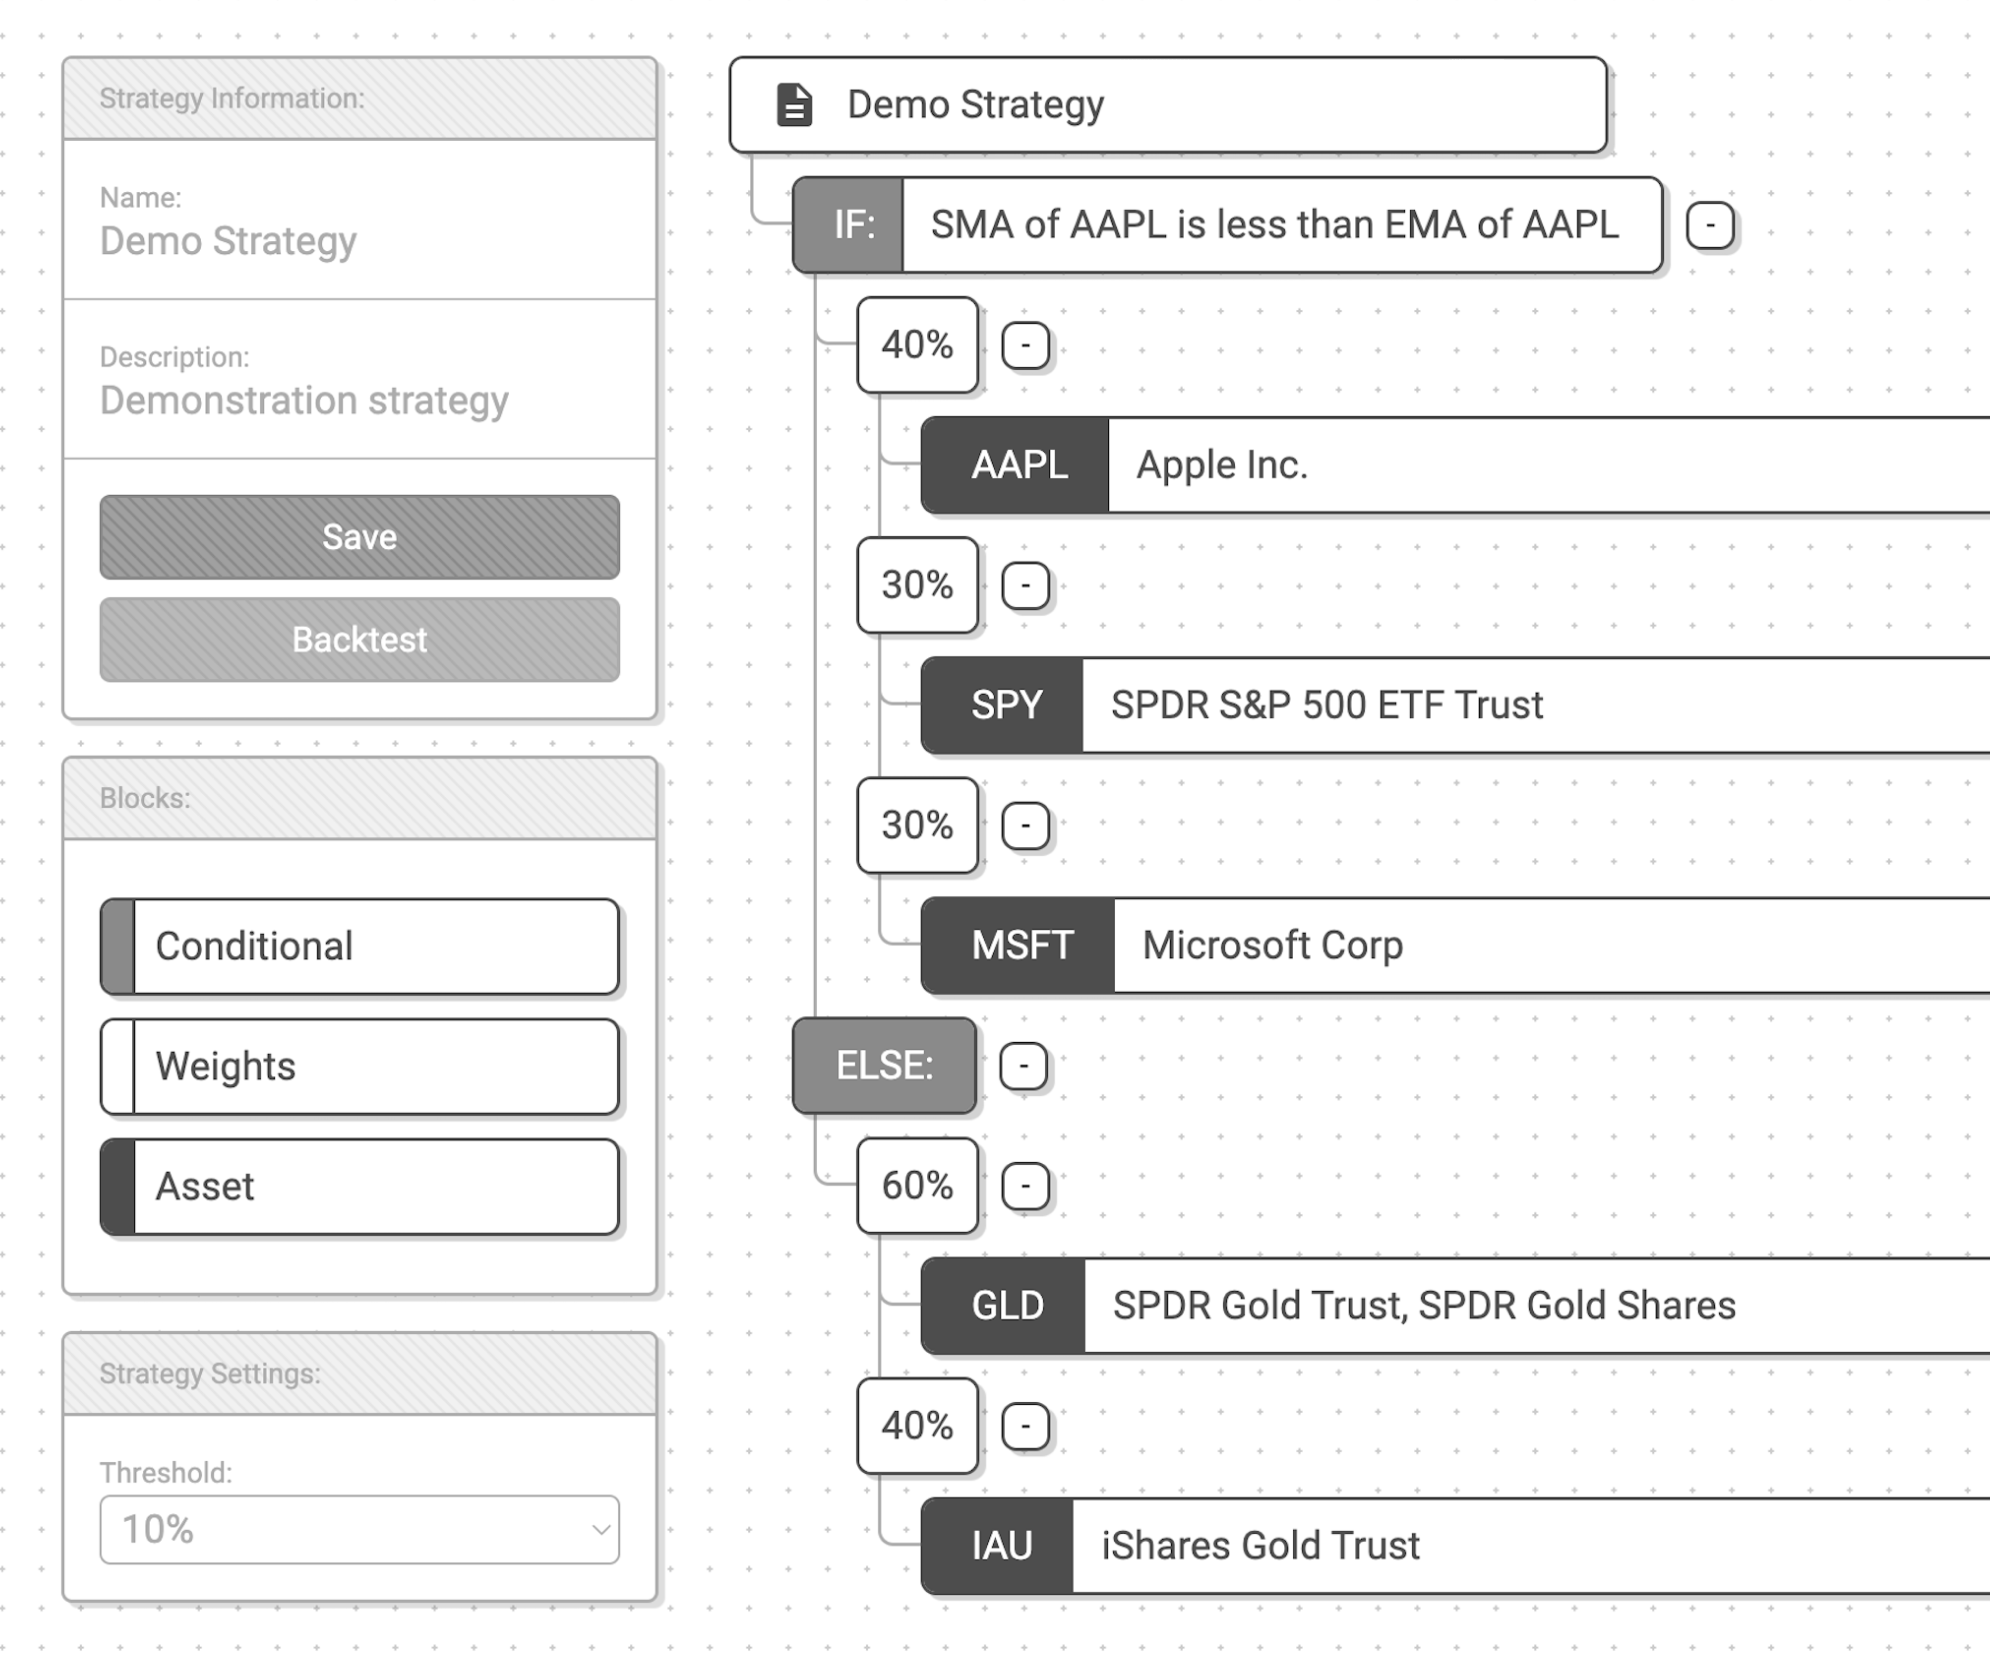 Strategy Information:
Name:
Demo Strategy
Description:
Demonstration strategy
Save
Backtest
Blocks:
Conditional
Weights
Asset
Strategy Settings:
Threshold:
10%
Demo Strategy
IF: SMA of AAPL is less than EMA of AAPL -
40% -
AAPL Apple Inc.
30% -
SPY SPDR S&P 500 ETF Trust
30% -
MSFT Microsoft Corp
ELSE: -
60% -
GLD SPDR Gold Trust, SPDR Gold Shares
40% -
IAU iShares Gold Trust